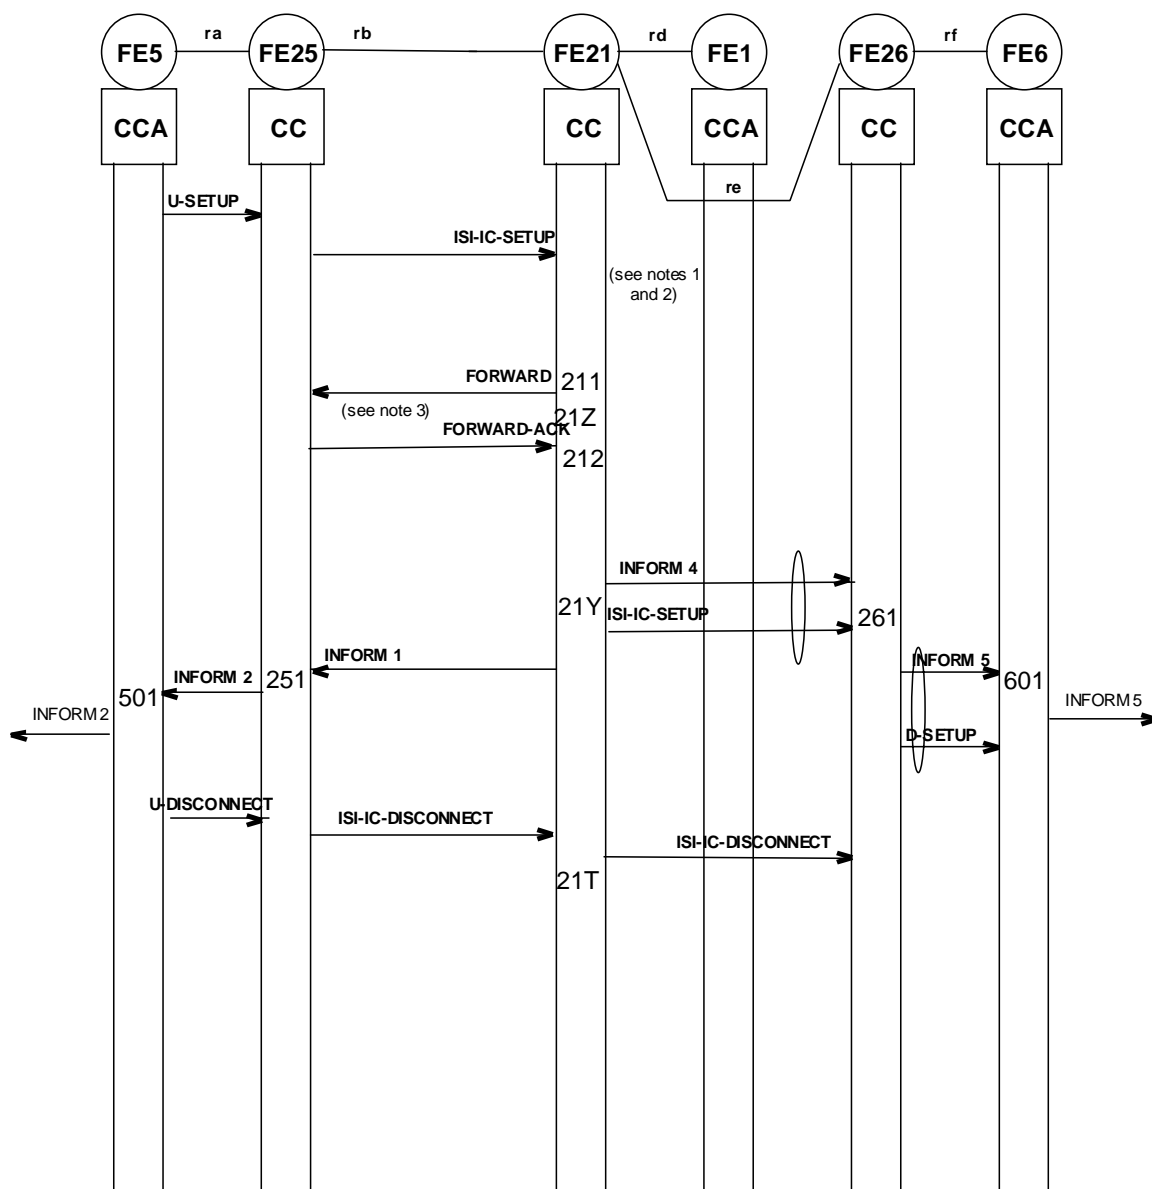 ra rb rd rf
FE5 FE25 FE21 FE1 FE26 FE6
CCA CC CC CCA CC CCA
re
U-SETUP
ISI-IC-SETUP
(see notes 1
and 2)
FORWARD 211
(see note 3) 21Z
FORWARD-ACK
212
INFORM 4
21Y ISI-IC-SETUP 261
INFORM 1 INFORM 5
INFORM 2 251 601
501 INFORM 5
INFORM 2
D-SETUP
U-DISCONNECT
ISI-IC-DISCONNECT ISI-IC-DISCONNECT
21T